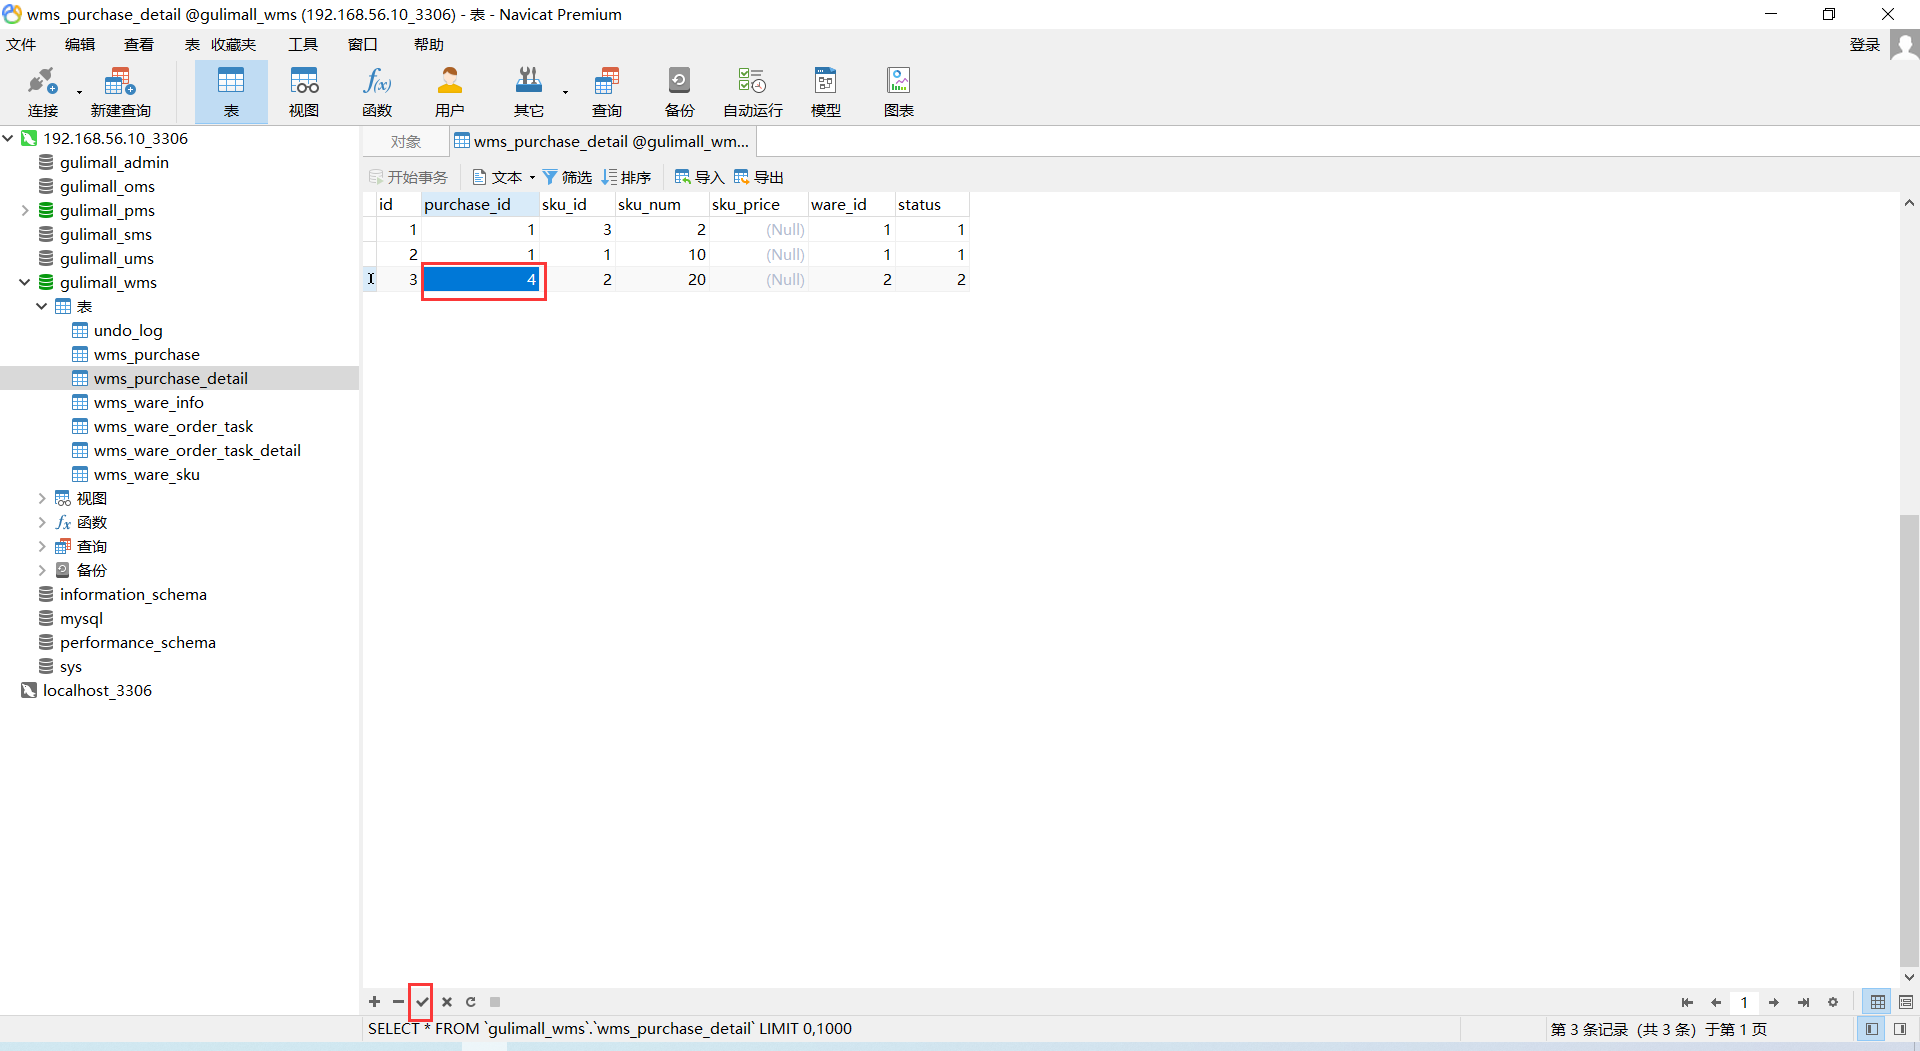 wms_purchase_detail @gulimall_wms (192.168.56.10_3306) - 表 - Navicat Premium
文件 编辑 查看 表 收藏夹 工具 窗口 帮助 登录
连接 新建查询 表 视图 函数 用户 其它 查询 备份 自动运行 模型 图表
192.168.56.10_3306
gulimall_admin
gulimall_oms
gulimall_pms
gulimall_sms
gulimall_ums
gulimall_wms
表
undo_log
wms_purchase
wms_purchase_detail
wms_ware_info
wms_ware_order_task
wms_ware_order_task_detail
wms_ware_sku
视图
函数
查询
备份
information_schema
mysql
performance_schema
sys
localhost_3306
对象 wms_purchase_detail @gulimall_wm...
开始事务 文本 筛选 排序 导入 导出
id purchase_id sku_id sku_num sku_price ware_id status
1 1 3 2 (Null) 1 1
2 1 1 10 (Null) 1 1
3 4 2 20 (Null) 2 2
1
SELECT * FROM `gulimall_wms`.`wms_purchase_detail` LIMIT 0,1000
第 3 条记录 (共 3 条) 于第 1 页